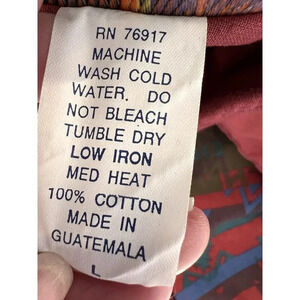 RN 76917
MACHINE
WASH COLD
WATER. DO
NOT BLEACH
TUMBLE DRY
LOW IRON
MED HEAT
100% COTTON
MADE IN
GUATEMALA
L